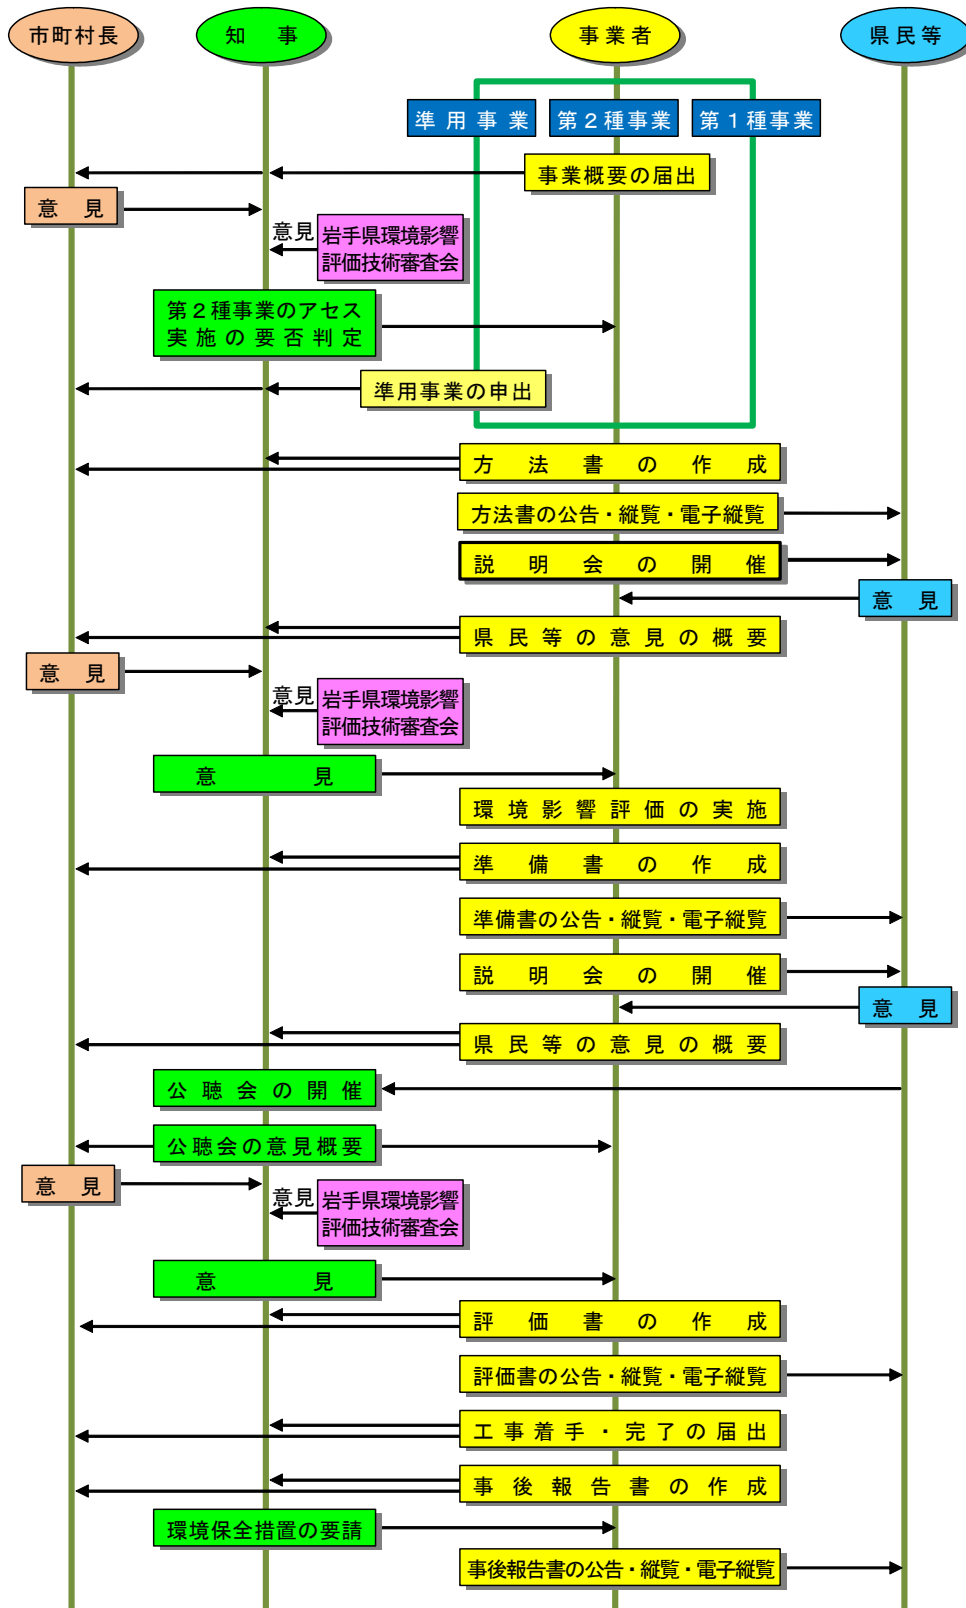 市町村長
知　事
事業者
県民等
準用事業
第２種事業
第１種事業
事業概要の届出
意　見
意見
岩手県環境影響
評価技術審査会
第２種事業のアセス
実施の要否判定
準用事業の申出
方法書の作成
方法書の公告・縦覧・電子縦覧
説明会の開催
意　見
県民等の意見の概要
意　見
意見
岩手県環境影響
評価技術審査会
意　見
環境影響評価の実施
準備書の作成
準備書の公告・縦覧・電子縦覧
説明会の開催
意　見
県民等の意見の概要
公聴会の開催
公聴会の意見概要
意　見
意見
岩手県環境影響
評価技術審査会
意　見
評価書の作成
評価書の公告・縦覧・電子縦覧
工事着手・完了の届出
事後報告書の作成
環境保全措置の要請
事後報告書の公告・縦覧・電子縦覧